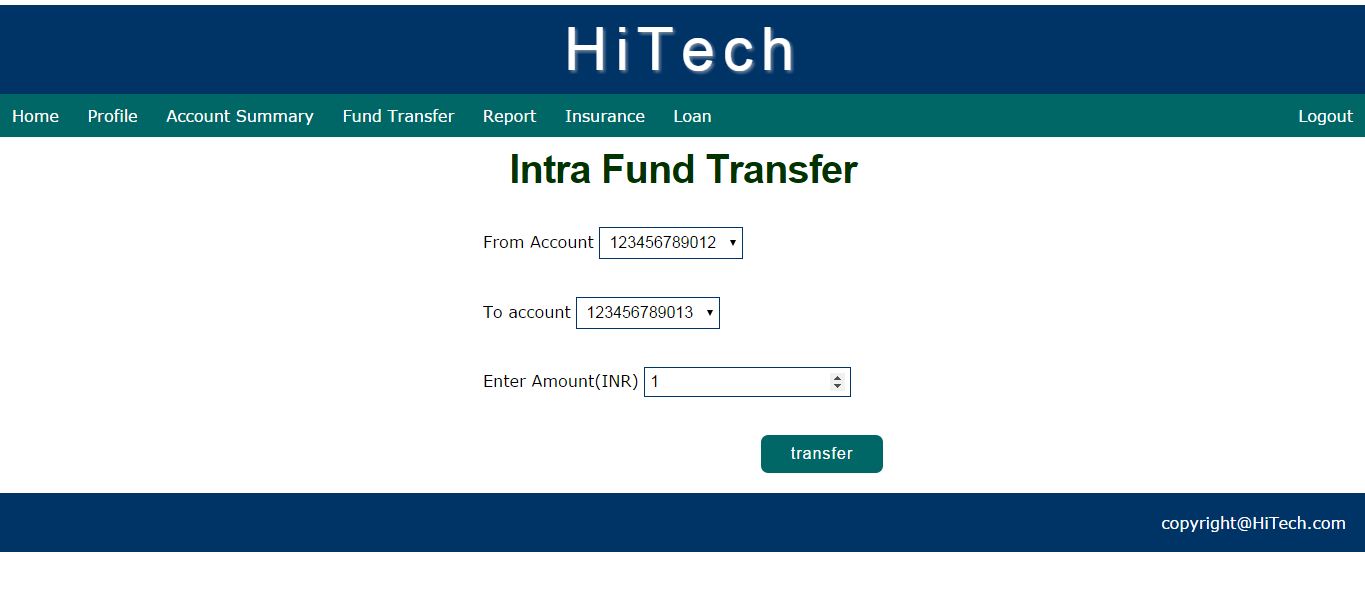 HiTech
Home Profile Account Summary Fund Transfer Report Insurance Loan Logout
Intra Fund Transfer
From Account 123456789012
To account 123456789013
Enter Amount(INR) 1
transfer
copyright@HiTech.com